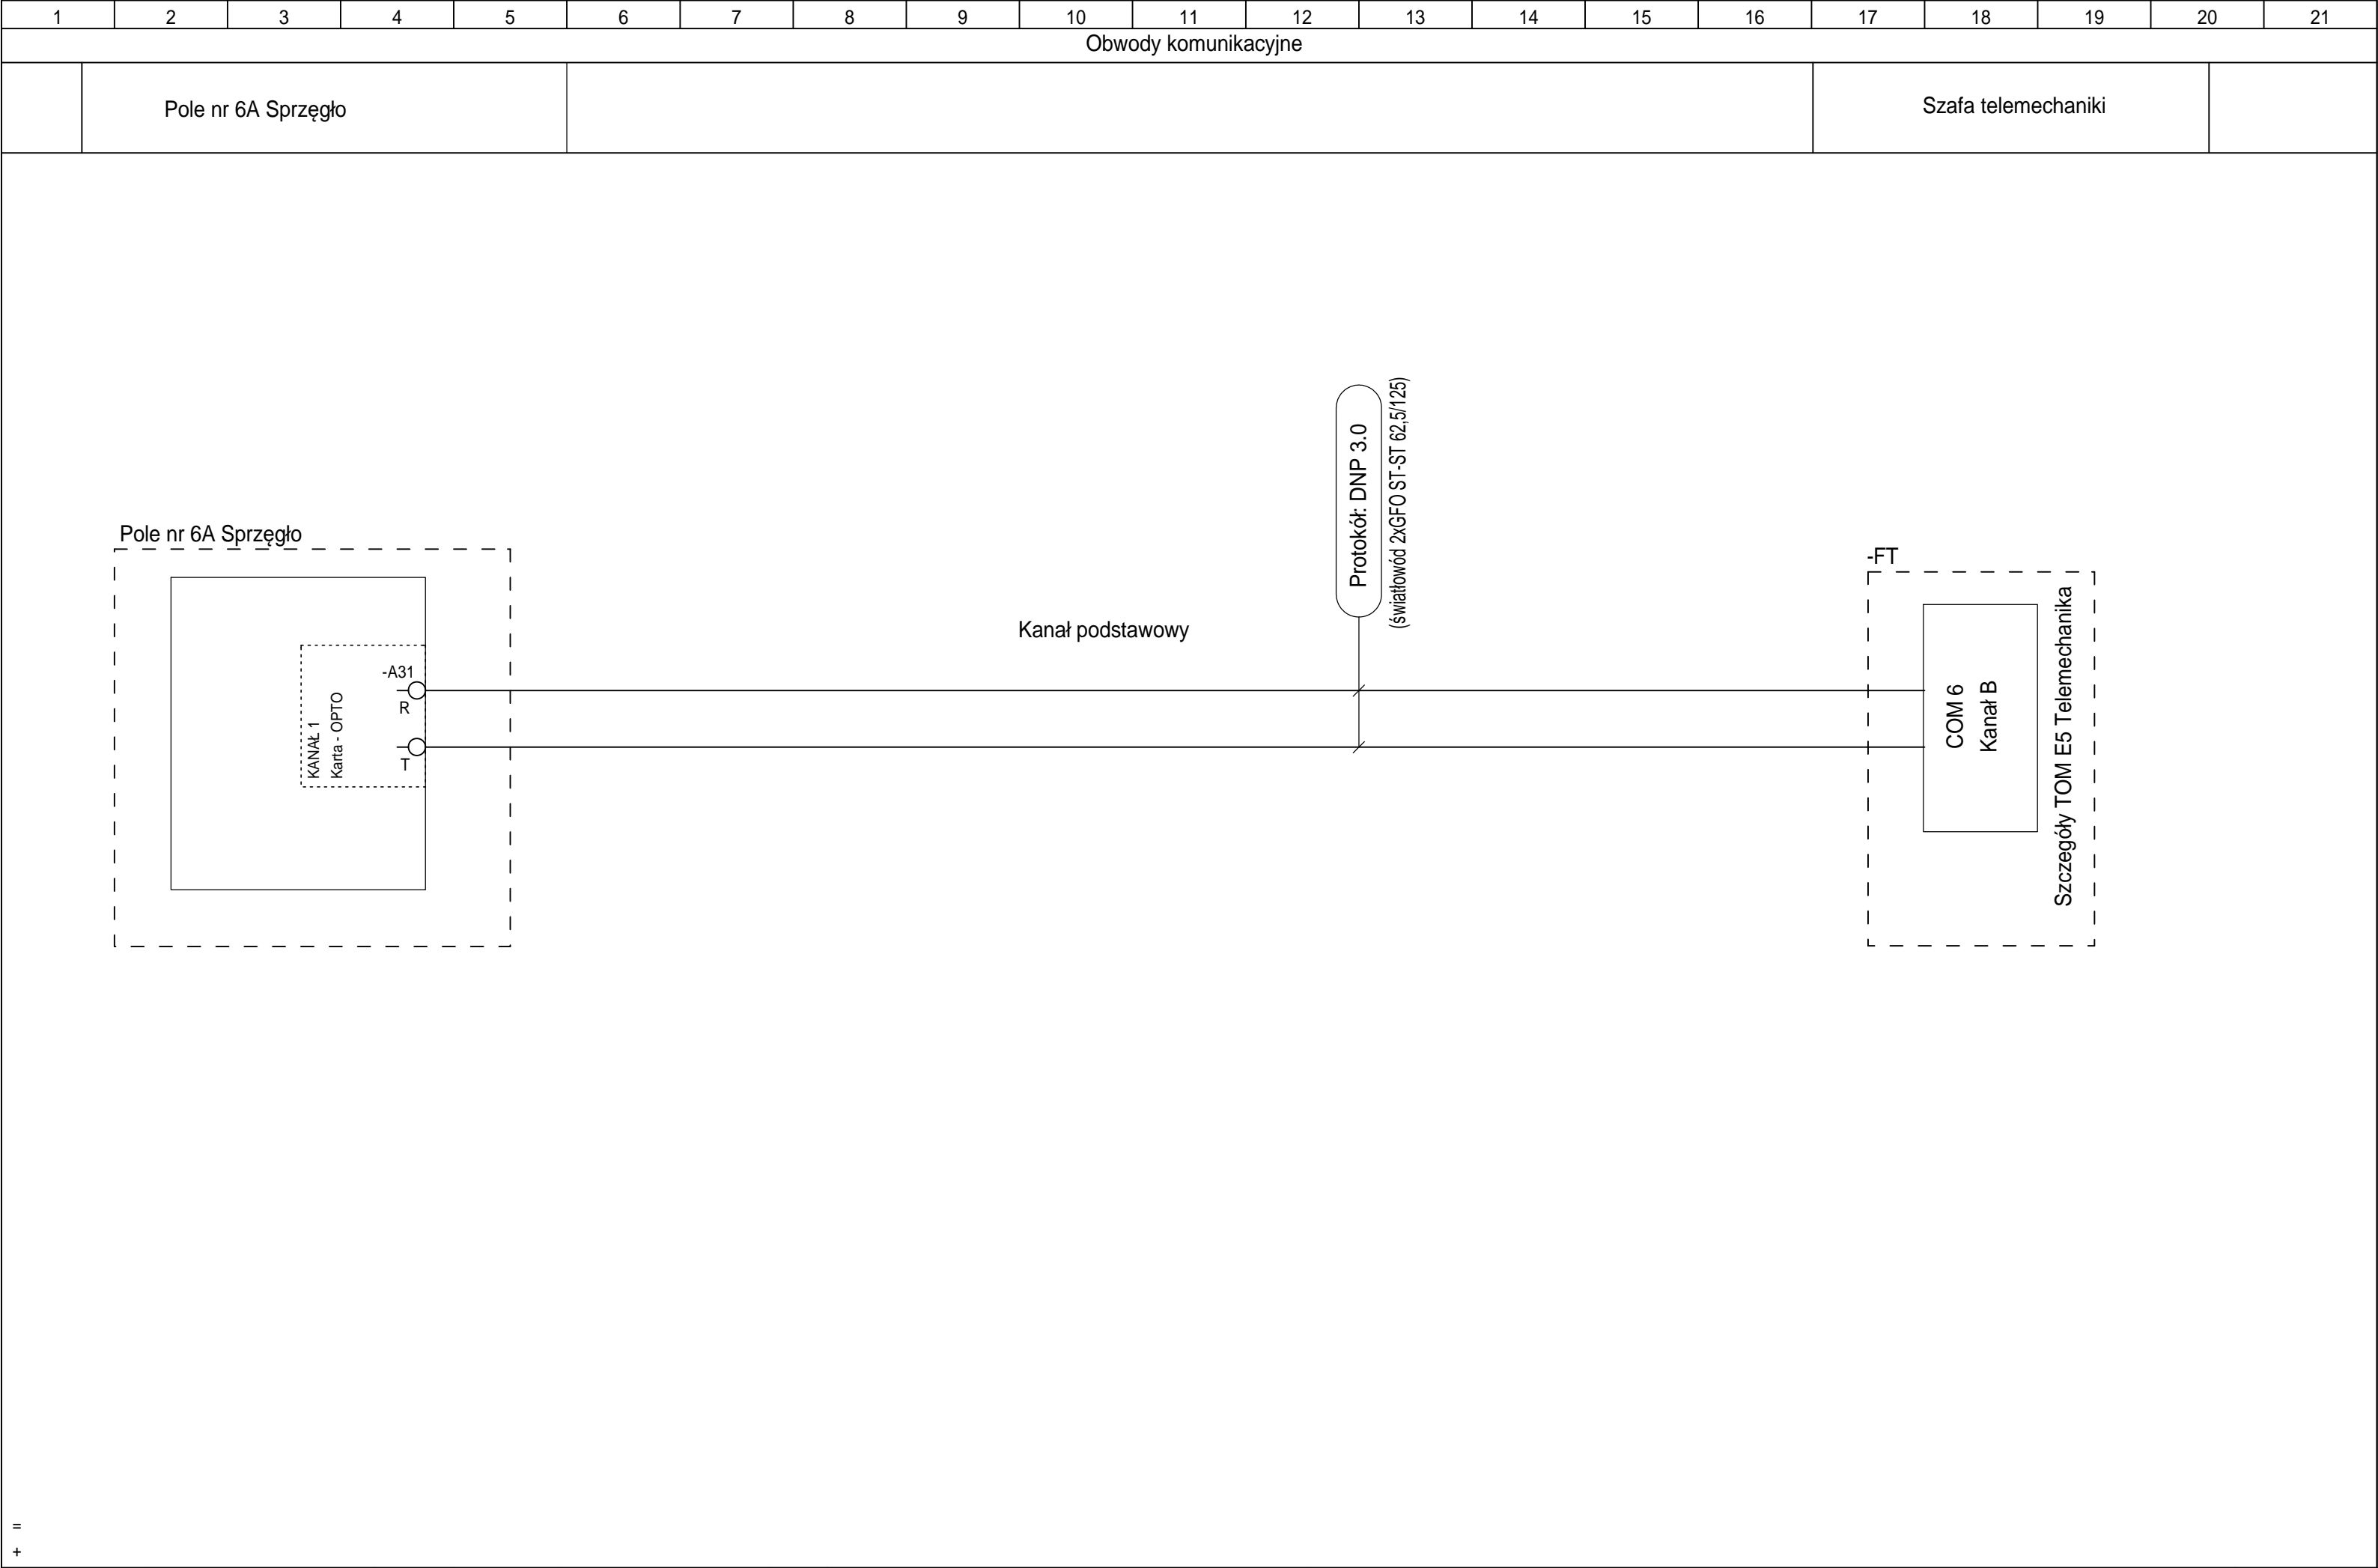 1 2 3 4 5 6 7 8 9 10 11 12 13 14 15 16 17 18 19 20 21
Obwody komunikacyjne
Pole nr 6A Sprzęgło
Szafa telemechaniki
Protokół: DNP 3.0
(światłowód 2xGFO ST-ST 62,5/125)
Pole nr 6A Sprzęgło
-FT
Kanał podstawowy
-A31
R
T
KANAŁ 1
Karta - OPTO
COM 6
Kanał B
Szczegóły TOM E5 Telemechanika
=
+